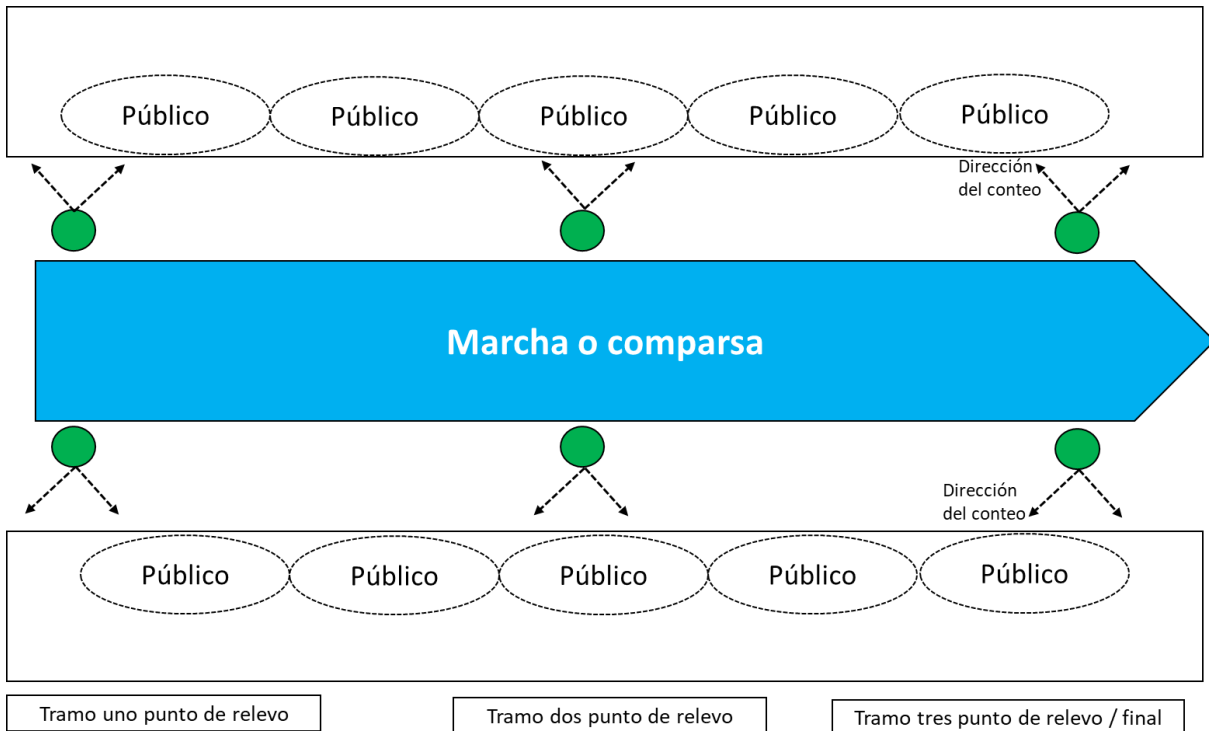 Público
Público
Público
Público
Público
Dirección
del conteo
Marcha o comparsa
Dirección
del conteo
Público
Público
Público
Público
Público
Tramo uno punto de relevo
Tramo dos punto de relevo
Tramo tres punto de relevo / final